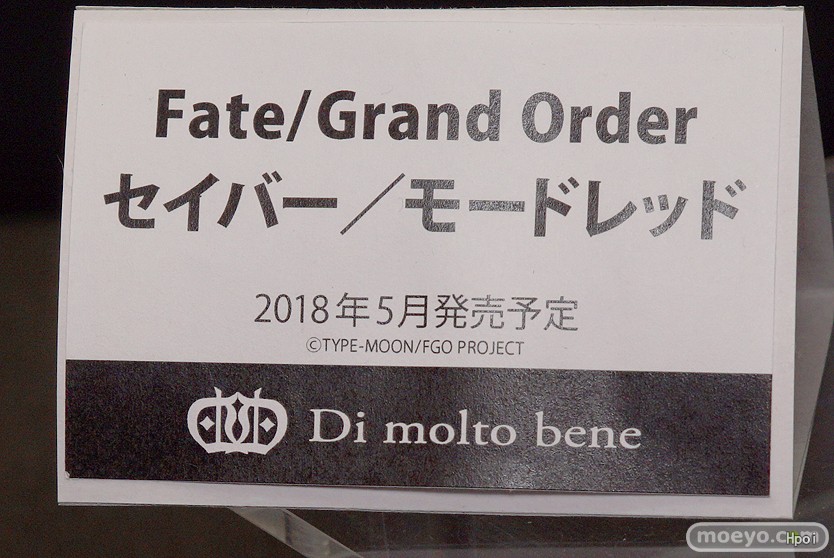 Fate/Grand Order
セイバー／モードレッド
2018年5月発売予定
©TYPE-MOON/FGO PROJECT
Di molto bene
moeyo.com
Hpoi